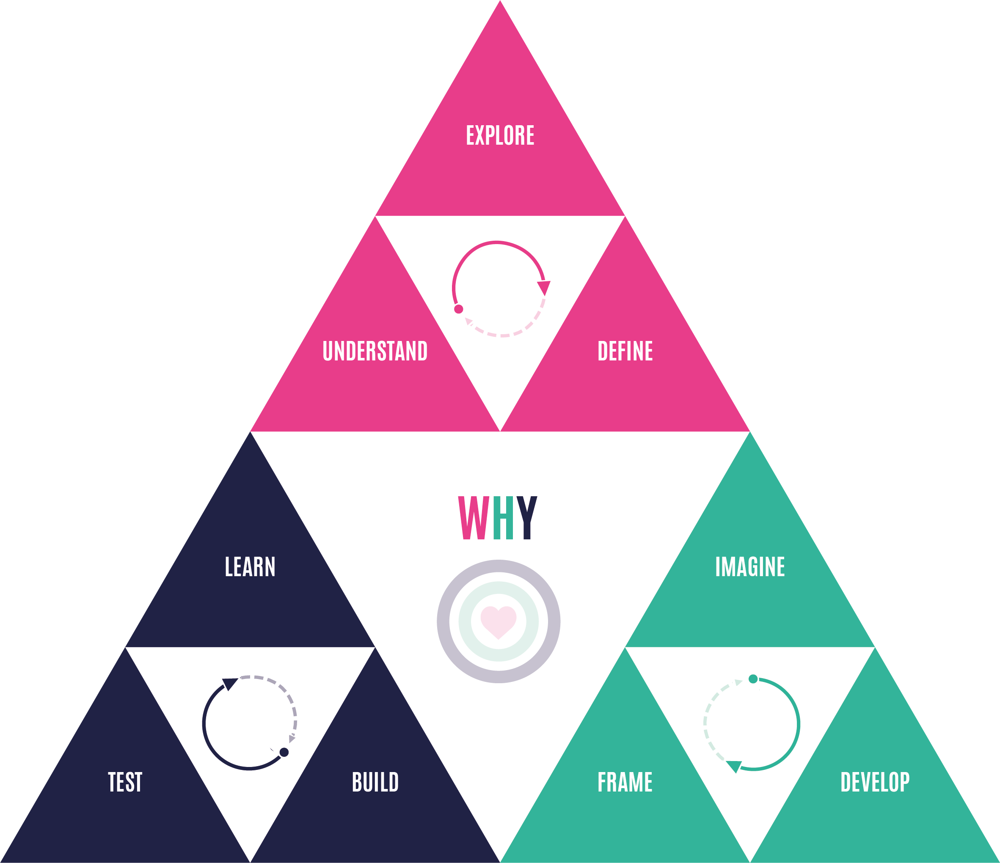 EXPLORE
UNDERSTAND
DEFINE
WHY
LEARN
IMAGINE
TEST
BUILD
FRAME
DEVELOP